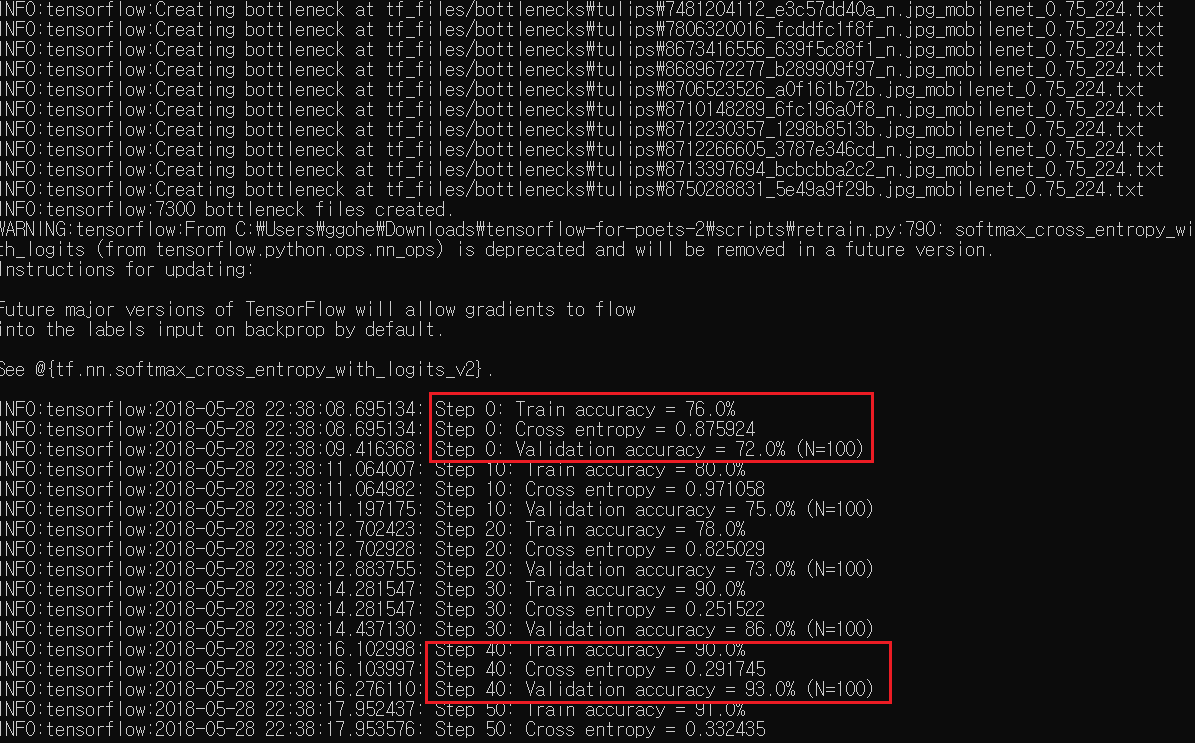 INFO:tensorflow:Creating bottleneck at tf_files/bottlenecks₩tulips₩7481204112_e3c57dd40a_n.jpg_mobilenet_0.75_224.txt
INFO:tensorflow:Creating bottleneck at tf_files/bottlenecks₩tulips₩7806320016_fcddfc1f8f_n.jpg_mobilenet_0.75_224.txt
INFO:tensorflow:Creating bottleneck at tf_files/bottlenecks₩tulips₩8673416556_639f5c88f1_n.jpg_mobilenet_0.75_224.txt
INFO:tensorflow:Creating bottleneck at tf_files/bottlenecks₩tulips₩8689672277_b289909f97_n.jpg_mobilenet_0.75_224.txt
INFO:tensorflow:Creating bottleneck at tf_files/bottlenecks₩tulips₩8706523526_a0f161b72b.jpg_mobilenet_0.75_224.txt
INFO:tensorflow:Creating bottleneck at tf_files/bottlenecks₩tulips₩8710148289_6fc196a0f8_n.jpg_mobilenet_0.75_224.txt
INFO:tensorflow:Creating bottleneck at tf_files/bottlenecks₩tulips₩8712230357_1298b8513b.jpg_mobilenet_0.75_224.txt
INFO:tensorflow:Creating bottleneck at tf_files/bottlenecks₩tulips₩8712266605_3787e346cd_n.jpg_mobilenet_0.75_224.txt
INFO:tensorflow:Creating bottleneck at tf_files/bottlenecks₩tulips₩8713397694_bcbcbba2c2_n.jpg_mobilenet_0.75_224.txt
INFO:tensorflow:Creating bottleneck at tf_files/bottlenecks₩tulips₩8750288831_5e49a9f29b.jpg_mobilenet_0.75_224.txt
INFO:tensorflow:7300 bottleneck files created.
WARNING:tensorflow:From C:₩Users₩ggohe₩Downloads₩tensorflow-for-poets-2₩scripts₩retrain.py:790: softmax_cross_entropy_wi
th_logits (from tensorflow.python.ops.nn_ops) is deprecated and will be removed in a future version.
Instructions for updating:
Future major versions of TensorFlow will allow gradients to flow
into the labels input on backprop by default.
See @{tf.nn.softmax_cross_entropy_with_logits_v2}.
INFO:tensorflow:2018-05-28 22:38:08.695134: Step 0: Train accuracy = 76.0%
INFO:tensorflow:2018-05-28 22:38:08.695134: Step 0: Cross entropy = 0.875924
INFO:tensorflow:2018-05-28 22:38:09.416368: Step 0: Validation accuracy = 72.0% (N=100)
INFO:tensorflow:2018-05-28 22:38:11.064007: Step 10: Train accuracy = 80.0%
INFO:tensorflow:2018-05-28 22:38:11.064982: Step 10: Cross entropy = 0.971058
INFO:tensorflow:2018-05-28 22:38:11.197175: Step 10: Validation accuracy = 75.0% (N=100)
INFO:tensorflow:2018-05-28 22:38:12.702423: Step 20: Train accuracy = 78.0%
INFO:tensorflow:2018-05-28 22:38:12.702928: Step 20: Cross entropy = 0.825029
INFO:tensorflow:2018-05-28 22:38:12.883755: Step 20: Validation accuracy = 73.0% (N=100)
INFO:tensorflow:2018-05-28 22:38:14.281547: Step 30: Train accuracy = 90.0%
INFO:tensorflow:2018-05-28 22:38:14.281547: Step 30: Cross entropy = 0.251522
INFO:tensorflow:2018-05-28 22:38:14.437130: Step 30: Validation accuracy = 86.0% (N=100)
INFO:tensorflow:2018-05-28 22:38:16.102998: Step 40: Train accuracy = 90.0%
INFO:tensorflow:2018-05-28 22:38:16.103997: Step 40: Cross entropy = 0.291745
INFO:tensorflow:2018-05-28 22:38:16.276110: Step 40: Validation accuracy = 93.0% (N=100)
INFO:tensorflow:2018-05-28 22:38:17.952437: Step 50: Train accuracy = 91.0%
INFO:tensorflow:2018-05-28 22:38:17.953576: Step 50: Cross entropy = 0.332435